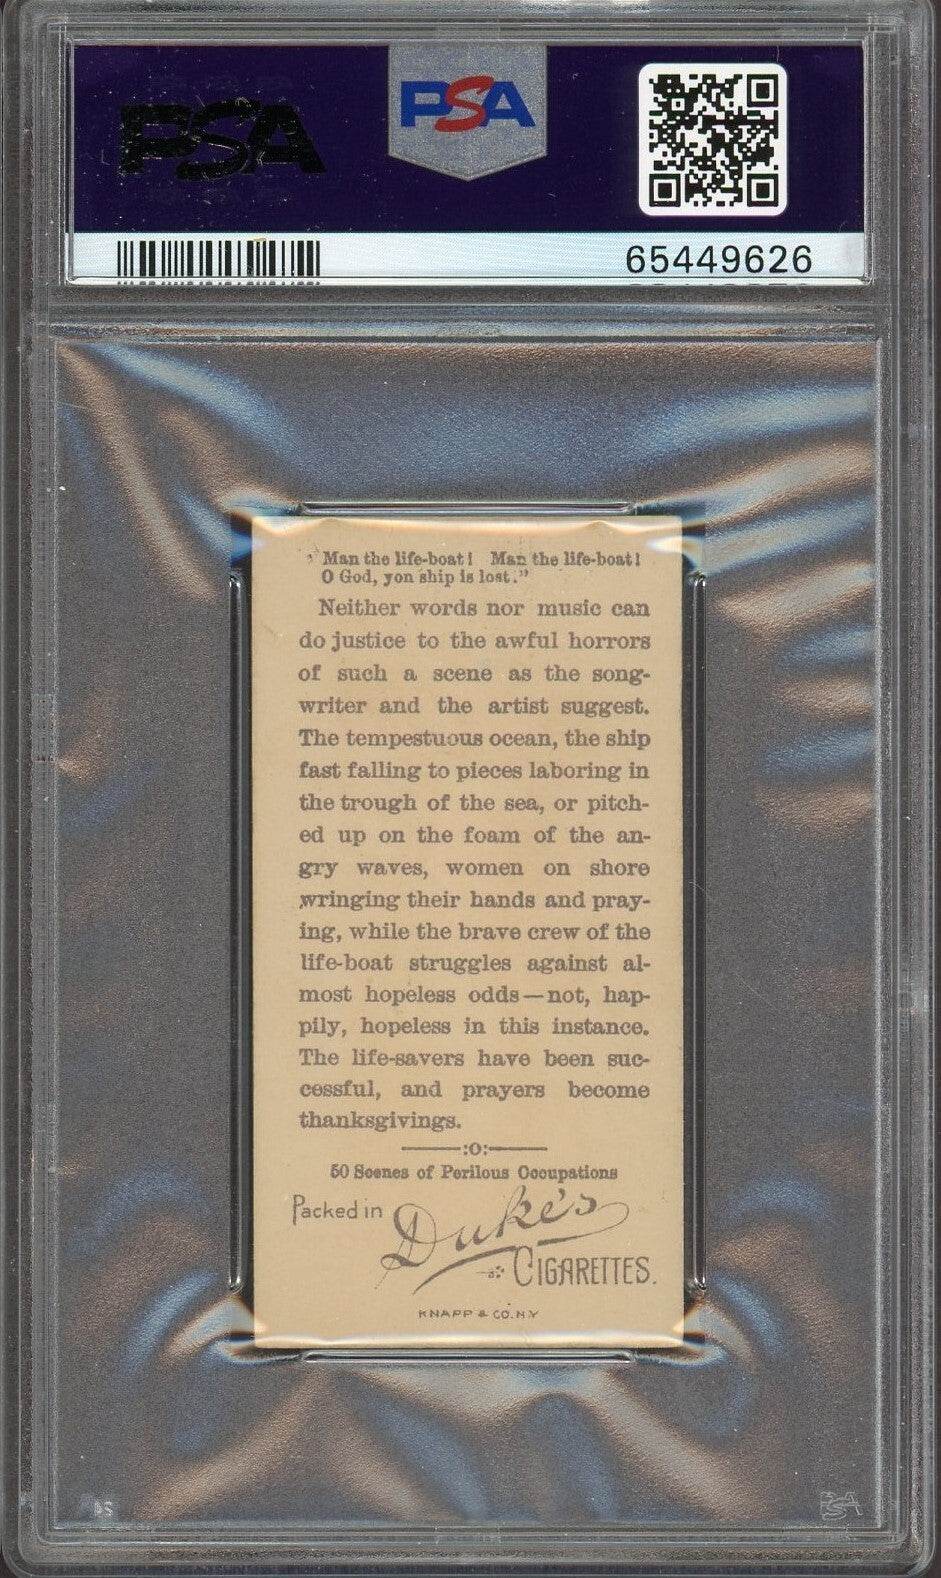 PSA
PSA
65449626
"Man the life-boat! Man the life-boat!
O God, yon ship is lost."
Neither words nor music can
do justice to the awful horrors
of such a scene as the song-
writer and the artist suggest.
The tempestuous ocean, the ship
fast falling to pieces laboring in
the trough of the sea, or pitch-
ed up on the foam of the an-
gry waves, women on shore
wringing their hands and pray-
ing, while the brave crew of the
life-boat struggles against al-
most hopeless odds—not, hap-
pily, hopeless in this instance.
The life-savers have been suc-
cessful, and prayers become
thanksgivings.
:O:
50 Scenes of Perilous Occupations
Packed in Duke's
CIGARETTES.
KNAPP & CO. N.Y
PSA